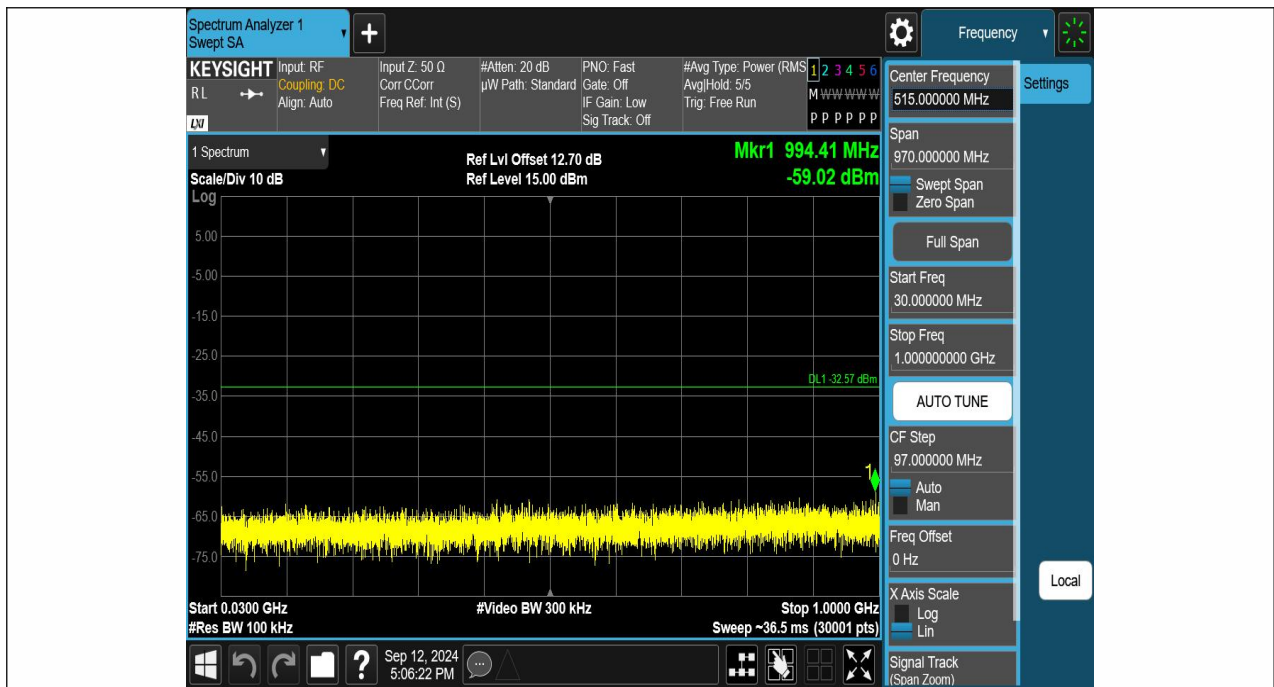 Spectrum Analyzer 1
Swept SA
+
Frequency
KEYSIGHT
RL
LXI
Input: RF
Coupling: DC
Align: Auto
Input Z: 50 Ω
Corr CCorr
Freq Ref: Int (S)
#Atten: 20 dB
µW Path: Standard
PNO: Fast
Gate: Off
IF Gain: Low
Sig Track: Off
#Avg Type: Power (RMS
Avg|Hold: 5/5
Trig: Free Run
1 2 3 4 5 6
M W W W W W
P P P P P P
1 Spectrum
Scale/Div 10 dB
Ref Lvl Offset 12.70 dB
Ref Level 15.00 dBm
Mkr1 994.41 MHz
-59.02 dBm
Log
5.00
-5.00
-15.0
-25.0
DL1 -32.57 dBm
-35.0
-45.0
1
-55.0
-65.0
-75.0
Start 0.0300 GHz
#Video BW 300 kHz
Stop 1.0000 GHz
#Res BW 100 kHz
Sweep ~36.5 ms (30001 pts)
?
Sep 12, 2024
5:06:22 PM
Center Frequency
515.000000 MHz
Span
970.000000 MHz
Swept Span
Zero Span
Full Span
Start Freq
30.000000 MHz
Stop Freq
1.000000000 GHz
AUTO TUNE
CF Step
97.000000 MHz
Auto
Man
Freq Offset
0 Hz
X Axis Scale
Log
Lin
Signal Track
(Span Zoom)
Settings
Local